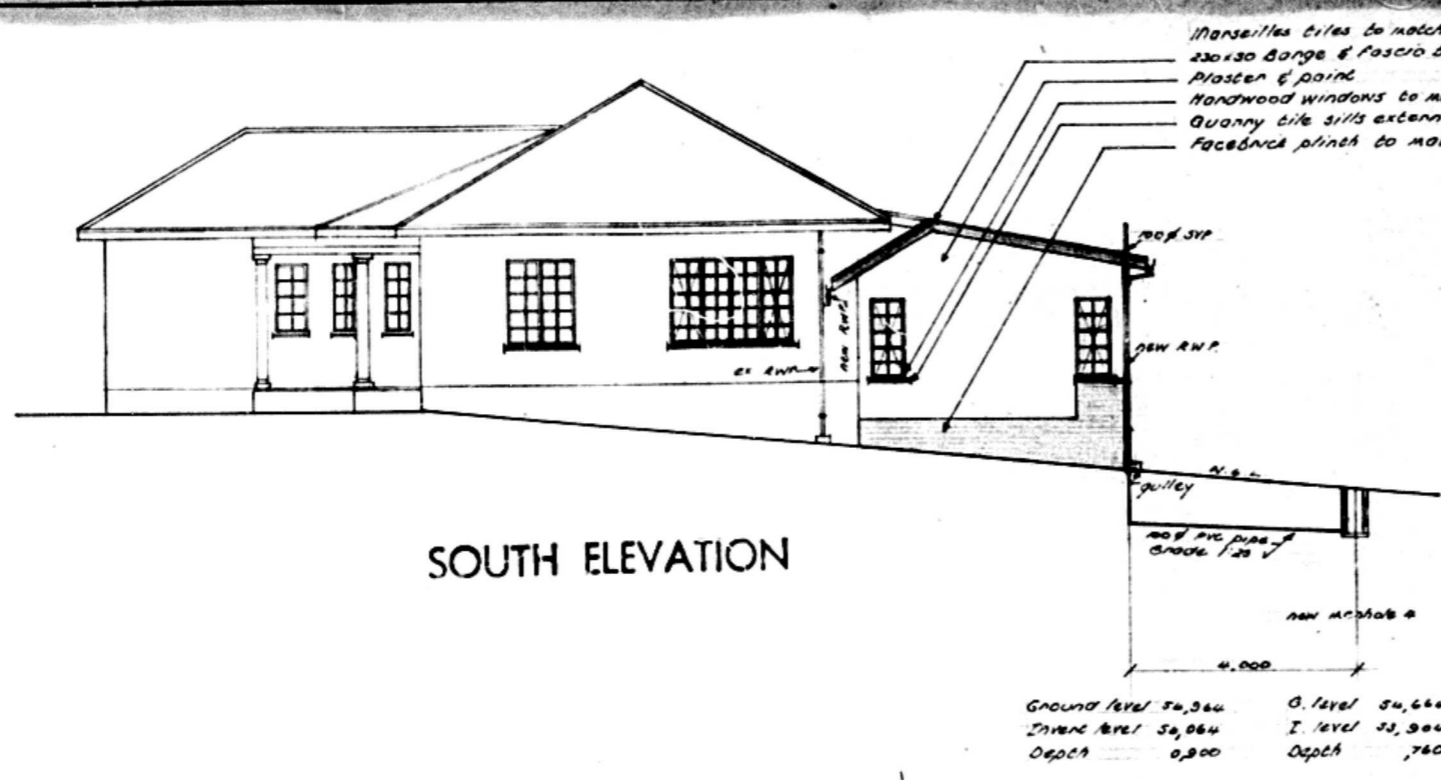 Marseilles tiles to match
230x30 Barge & Fascia b
Plaster & paint
Hardwood windows to m
Quarry tile sills extern
Facebrick plinth to mat
100ø SVP
new RWP
ex RWP
new RWP.
N.G.L.
gulley
100ø PVC pipe
Grade 1:25
SOUTH ELEVATION
new manhole
4.000
Ground level 54,964 G. level 54,664
Invert level 54,064 I. level 53,904
Depth 0,900 Depth ,760